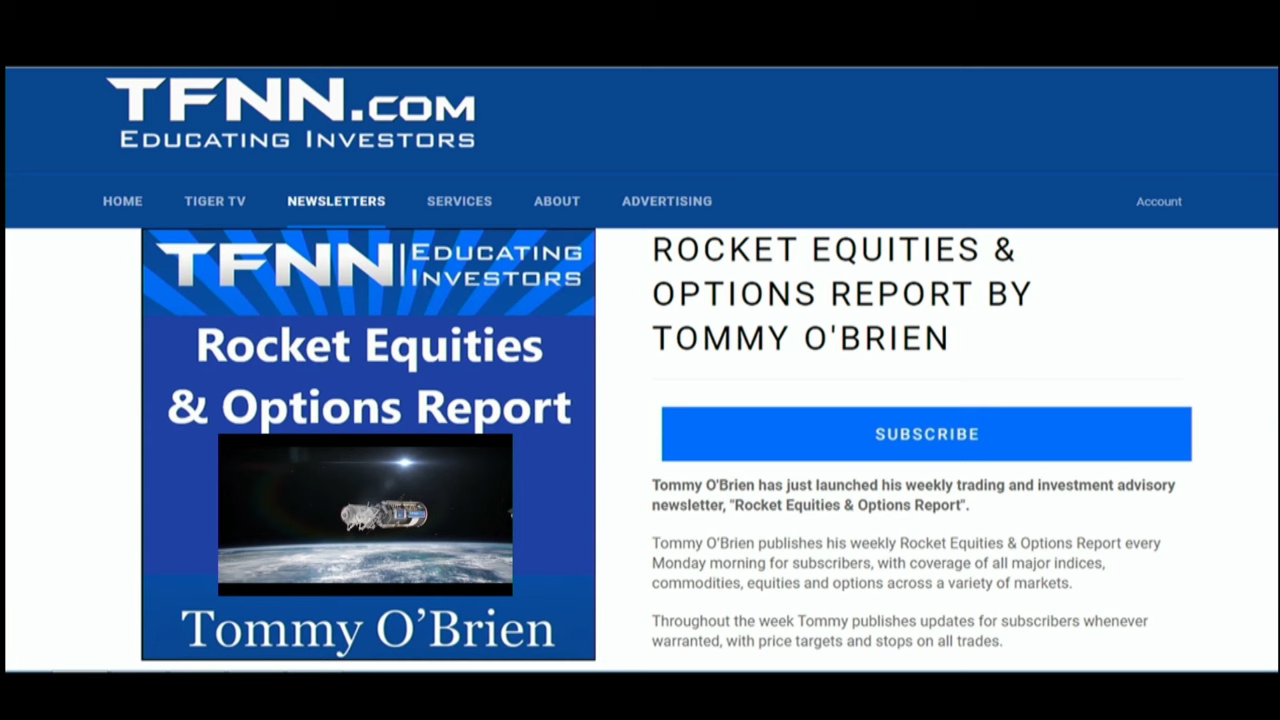 TFNN.COM
EDUCATING INVESTORS
HOME TIGER TV NEWSLETTERS SERVICES ABOUT ADVERTISING Account
TFNN EDUCATING
INVESTORS
Rocket Equities
& Options Report
Tommy O’Brien
ROCKET EQUITIES &
OPTIONS REPORT BY
TOMMY O'BRIEN
SUBSCRIBE
Tommy O'Brien has just launched his weekly trading and investment advisory
newsletter, "Rocket Equities & Options Report".
Tommy O’Brien publishes his weekly Rocket Equities & Options Report every
Monday morning for subscribers, with coverage of all major indices,
commodities, equities and options across a variety of markets.
Throughout the week Tommy publishes updates for subscribers whenever
warranted, with price targets and stops on all trades.